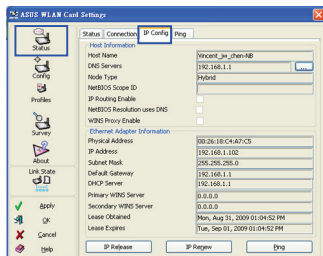 ASUS WLAN Card Settings
Status Connection IP Config Ping
Status
Config
Profiles
Survey
About
Link State
Apply
OK
Cancel
Help
Host Information
Host Name Vincent_jw_chen-NB
DNS Servers 192.168.1.1 ...
Node Type Hybrid
NetBIOS Scope ID
IP Routing Enable
NetBIOS Resolution uses DNS
WINS Proxy Enable
Ethernet Adapter Information
Physical Address 00:26:18:C4:A7:C5
IP Address 192.168.1.102
Subnet Mask 255.255.255.0
Default Gateway 192.168.1.1
DHCP Server 192.168.1.1
Primary WINS Server 0.0.0.0
Secondary WINS Server 0.0.0.0
Lease Obtained Mon, Aug 31, 2009 01:04:52 PM
Lease Expires Tue, Sep 01, 2009 01:04:52 PM
IP Release IP Renew Ping